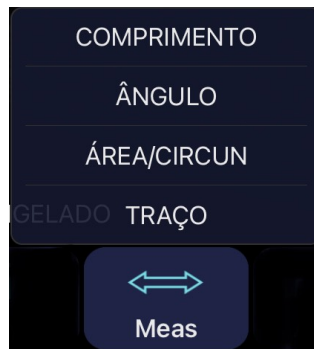 COMPRIMENTO
ÂNGULO
ÁREA/CIRCUN
GELADO TRAÇO
Meas